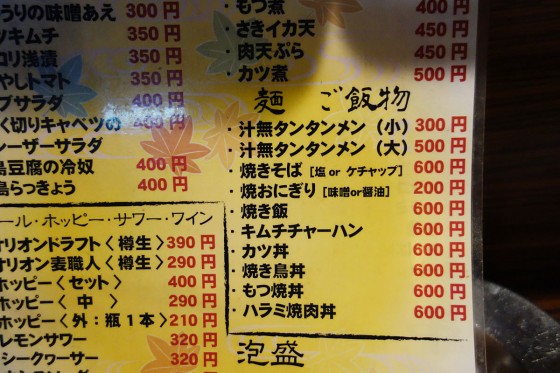 うりの味噌あえ 300円
ツキムチ 350円
コリ浅漬 350円
やしトマト 350円
プサラダ 400円
く切りキャベツの
シーザーサラダ 400円
島豆腐の冷奴 400円
島らっきょう 400円
ール・ホッピー・サワー・ワイン
オリオンドラフト〈樽生〉390円
オリオン麦職人〈樽生〉290円
ホッピー〈セット〉 400円
ホッピー〈 中 〉 290円
ホッピー〈外:瓶1本〉210円
レモンサワー 320円
シークヮーサー 320円
・もつ煮 400円
・さきイカ天 450円
・肉天ぷら 450円
・カツ煮 500円
麺 ご飯物
・汁無タンタンメン(小)300円
・汁無タンタンメン(大)500円
・焼きそば[塩 or ケチャップ] 600円
・焼おにぎり[味噌or醤油] 200円
・焼き飯 600円
・キムチチャーハン 600円
・カツ丼 600円
・焼き鳥丼 600円
・もつ焼丼 600円
・ハラミ焼肉丼 600円
泡盛